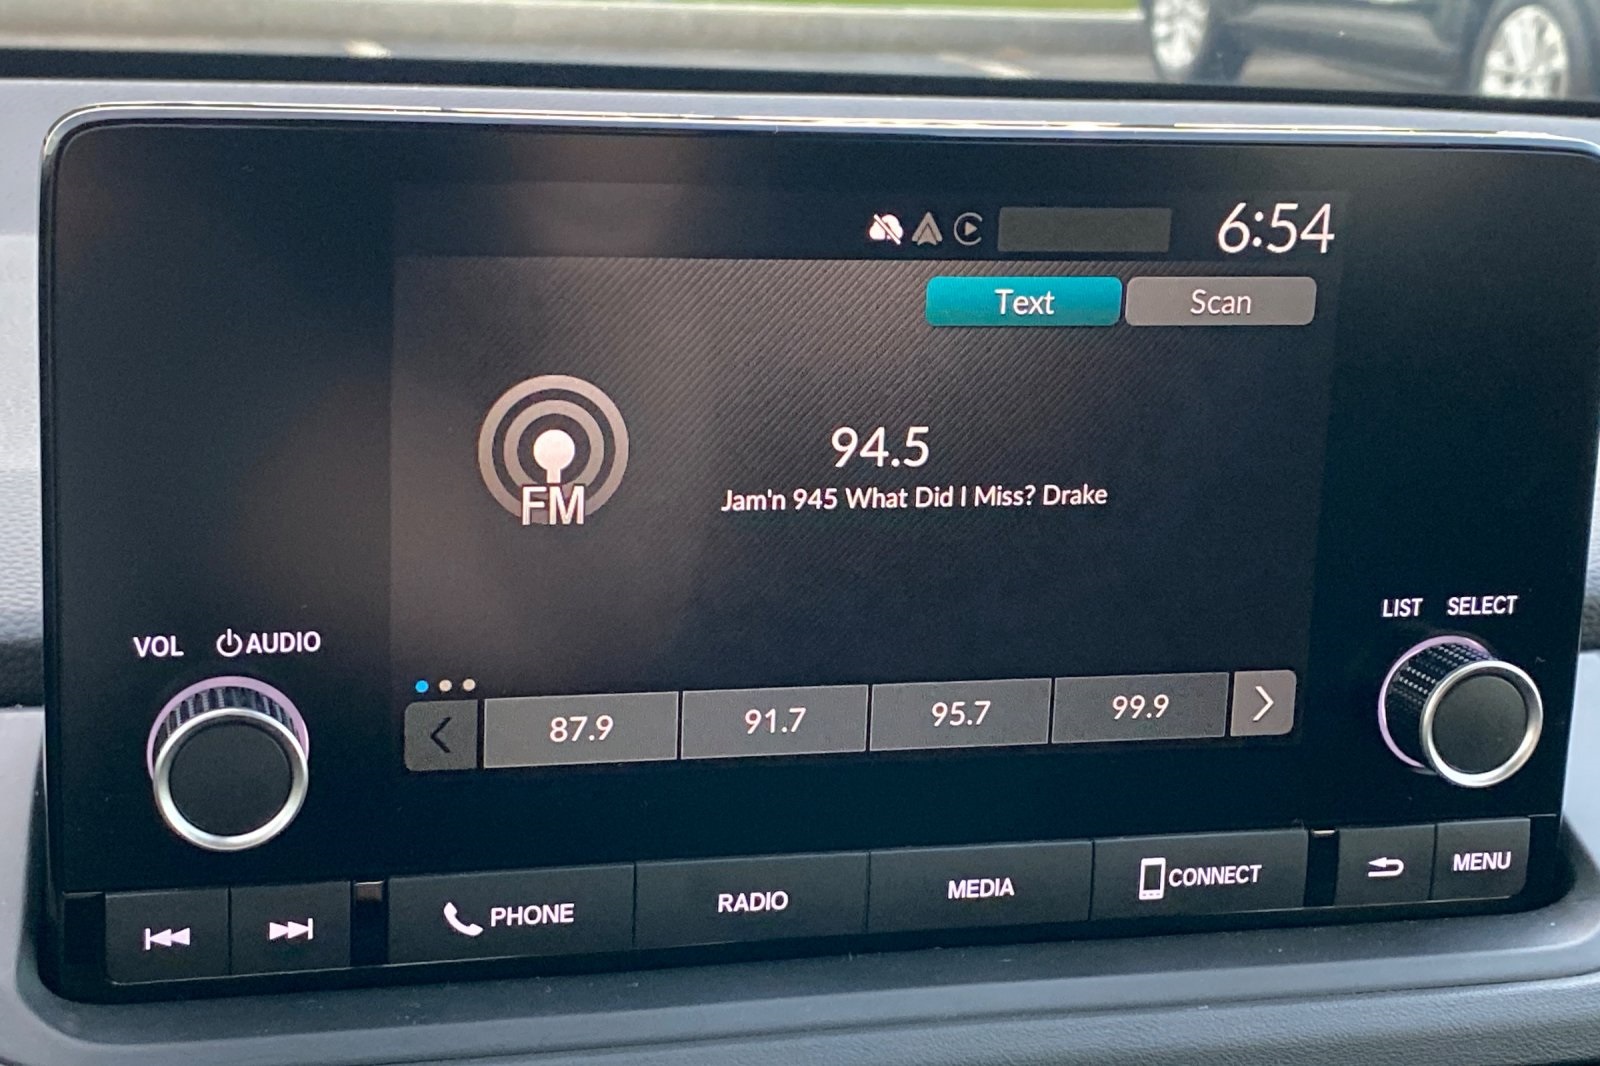 6:54
Text Scan
94.5
Jam'n 945 What Did I Miss? Drake
FM
LIST SELECT
VOL AUDIO
87.9 91.7 95.7 99.9
PHONE RADIO MEDIA CONNECT MENU